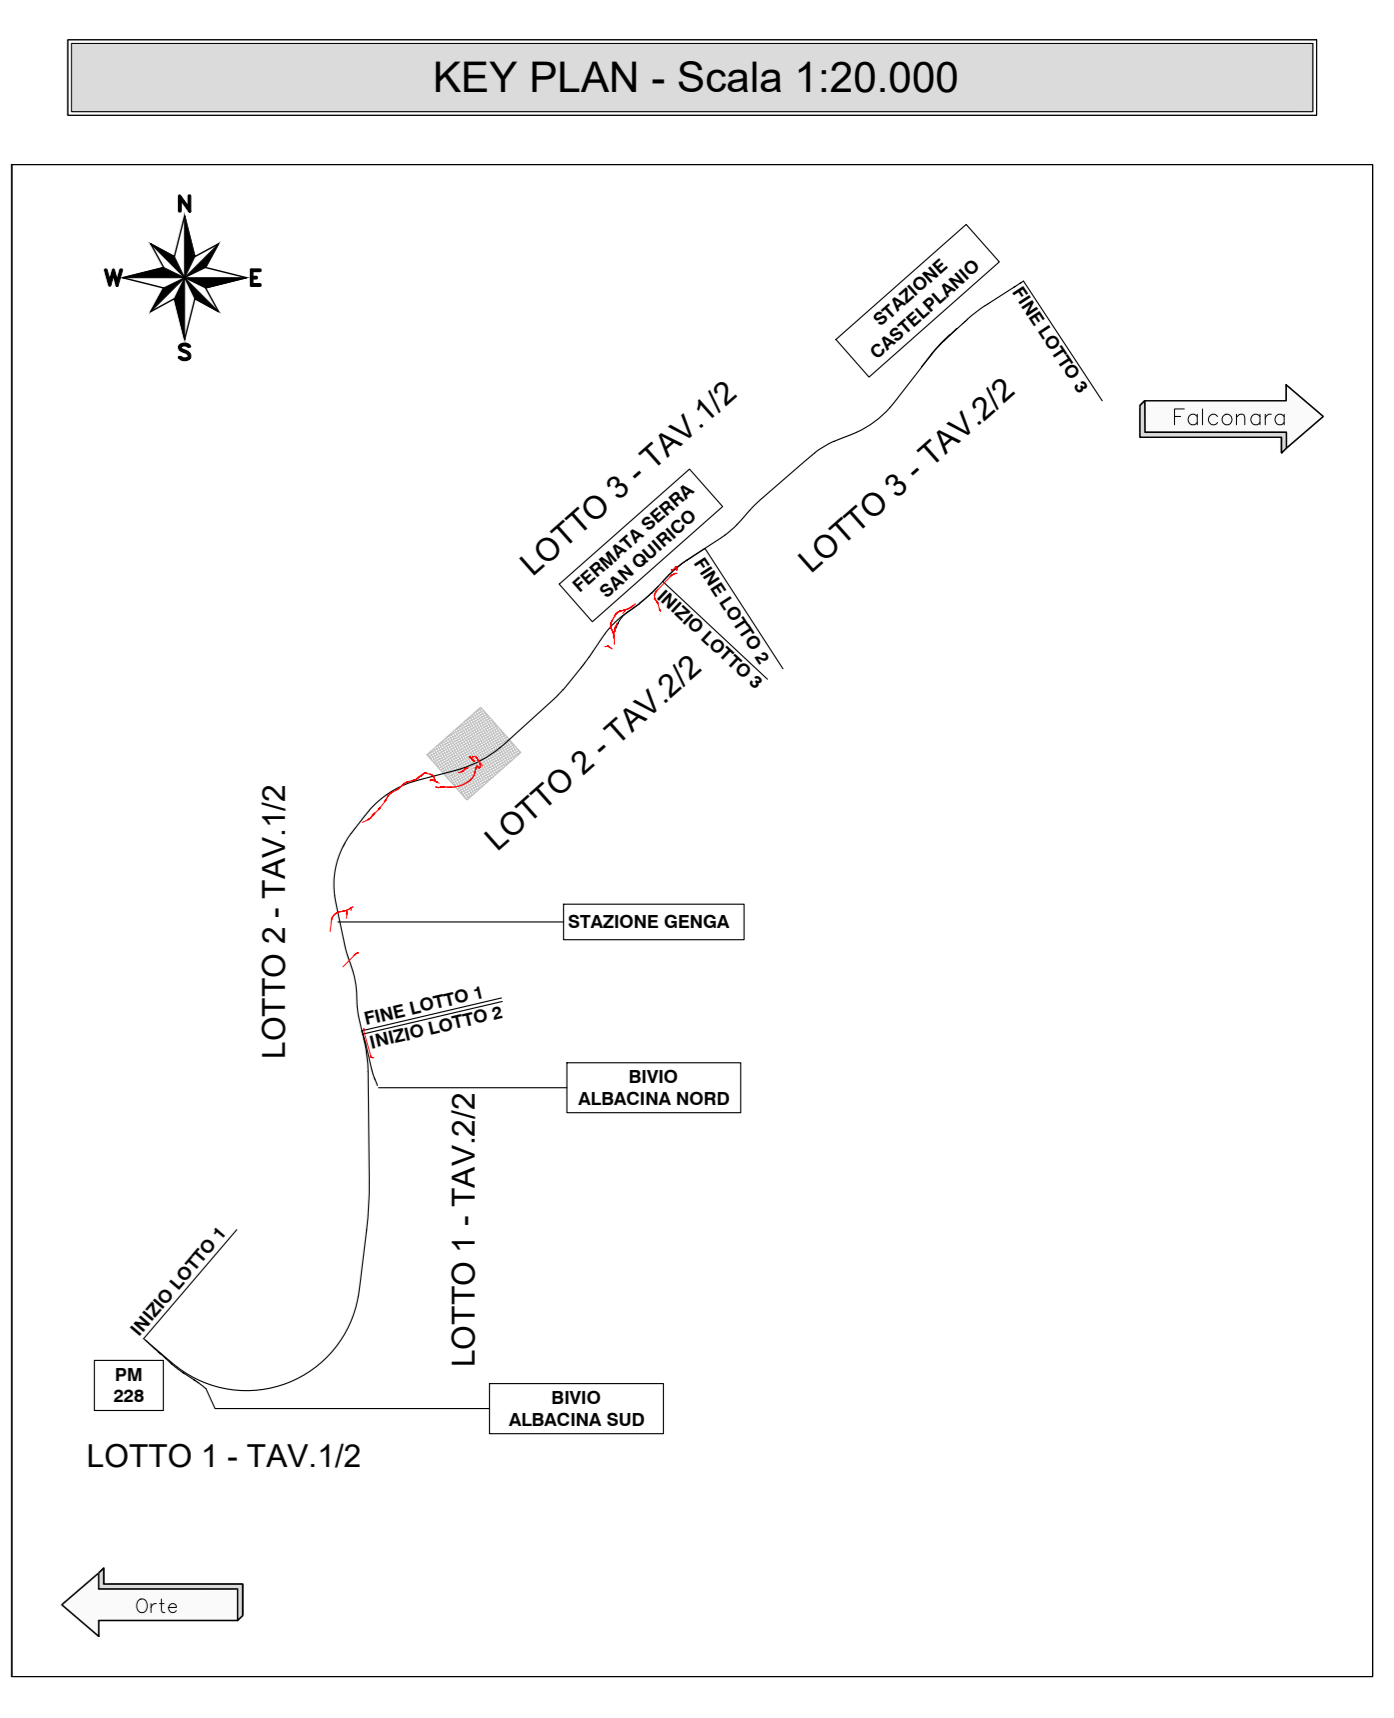 KEY PLAN - Scala 1:20.000
N
W
E
S
STAZIONE
CASTELPLANIO
FINE LOTTO 3
Falconara
LOTTO 3 - TAV.1/2
LOTTO 3 - TAV.2/2
FERMATA SERRA
SAN QUIRICO
FINE LOTTO 2
INIZIO LOTTO 3
LOTTO 2 - TAV.2/2
LOTTO 2 - TAV.1/2
STAZIONE GENGA
FINE LOTTO 1
INIZIO LOTTO 2
BIVIO
ALBACINA NORD
LOTTO 1 - TAV.2/2
INIZIO LOTTO 1
PM
228
BIVIO
ALBACINA SUD
LOTTO 1 - TAV.1/2
Orte